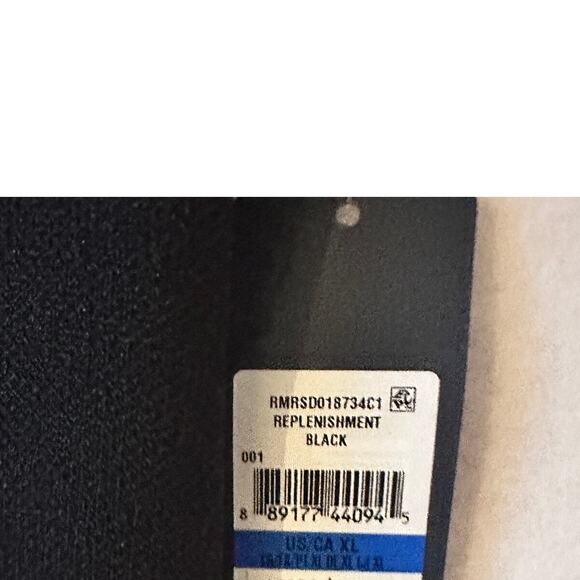 RMRSD018734C1
REPLENISHMENT
BLACK
001
8 89177 44094 5
US/CA XL